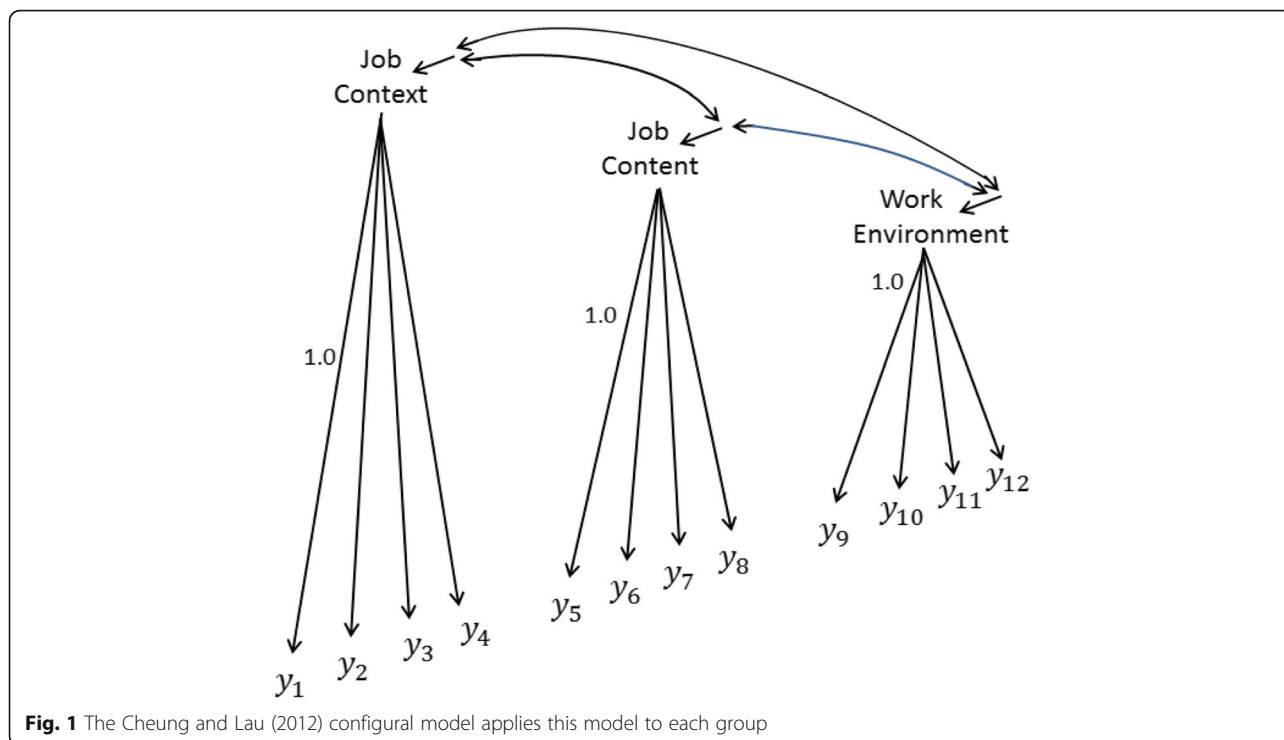 Job
Context
Job
Content
Work
Environment
1.0
1.0
1.0
y₁
y₂
y₃
y₄
y₅
y₆
y₇
y₈
y₉
y₁₀
y₁₁
y₁₂
Fig. 1 The Cheung and Lau (2012) configural model applies this model to each group